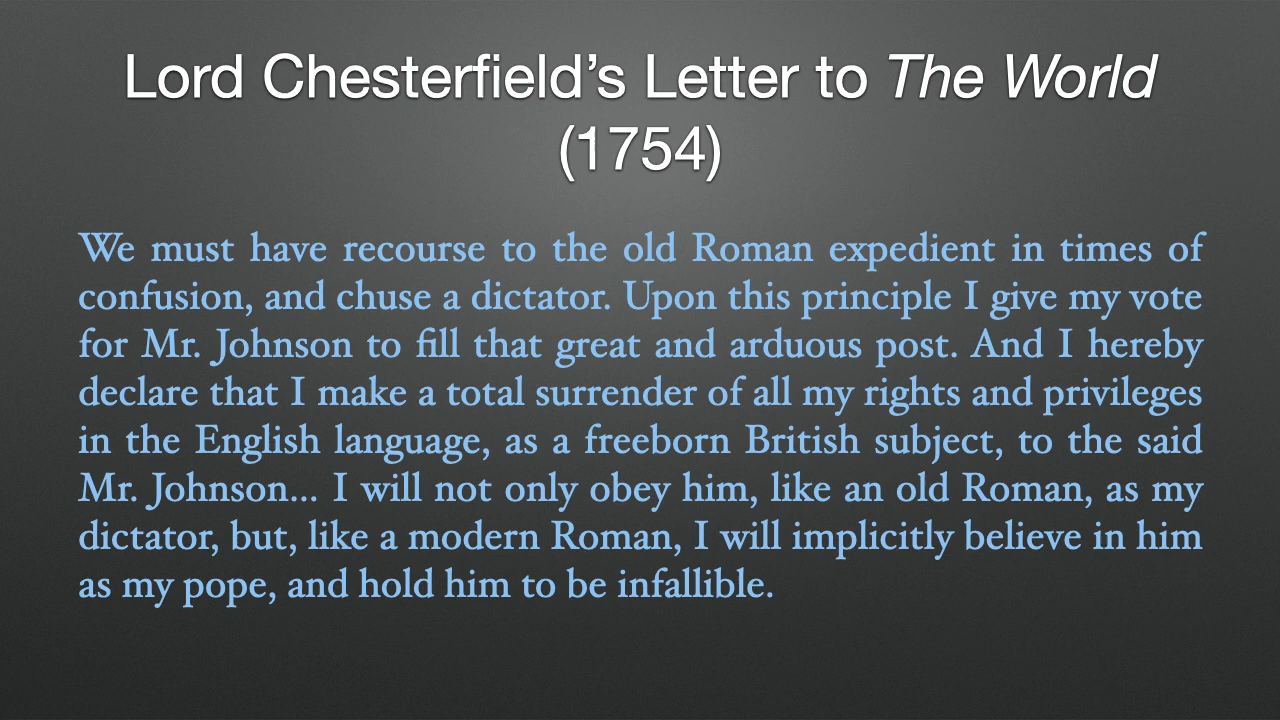 Lord Chesterfield’s Letter to The World
(1754)
We must have recourse to the old Roman expedient in times of
confusion, and chuse a dictator. Upon this principle I give my vote
for Mr. Johnson to fill that great and arduous post. And I hereby
declare that I make a total surrender of all my rights and privileges
in the English language, as a freeborn British subject, to the said
Mr. Johnson... I will not only obey him, like an old Roman, as my
dictator, but, like a modern Roman, I will implicitly believe in him
as my pope, and hold him to be infallible.